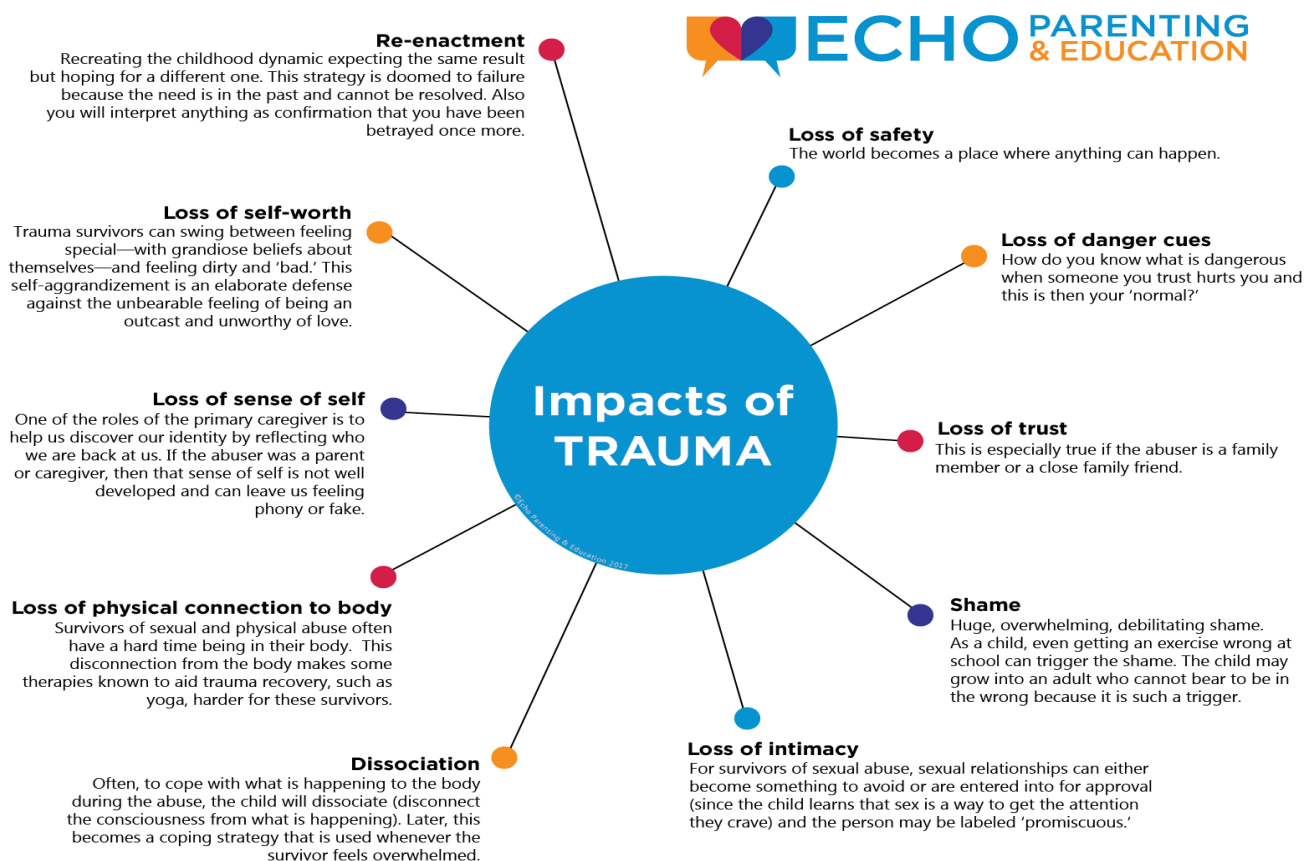 ECHO PARENTING
& EDUCATION
Re-enactment
Recreating the childhood dynamic expecting the same result
but hoping for a different one. This strategy is doomed to failure
because the need is in the past and cannot be resolved. Also
you will interpret anything as confirmation that you have been
betrayed once more.
Loss of safety
The world becomes a place where anything can happen.
Loss of self-worth
Trauma survivors can swing between feeling
special—with grandiose beliefs about
themselves—and feeling dirty and ‘bad.’ This
self-aggrandizement is an elaborate defense
against the unbearable feeling of being an
outcast and unworthy of love.
Loss of danger cues
How do you know what is dangerous
when someone you trust hurts you and
this is then your ‘normal?’
Loss of sense of self
One of the roles of the primary caregiver is to
help us discover our identity by reflecting who
we are back at us. If the abuser was a parent
or caregiver, then that sense of self is not well
developed and can leave us feeling
phony or fake.
Impacts of
TRAUMA
©Echo Parenting & Education 2017
Loss of trust
This is especially true if the abuser is a family
member or a close family friend.
Loss of physical connection to body
Survivors of sexual and physical abuse often
have a hard time being in their body. This
disconnection from the body makes some
therapies known to aid trauma recovery, such as
yoga, harder for these survivors.
Shame
Huge, overwhelming, debilitating shame.
As a child, even getting an exercise wrong at
school can trigger the shame. The child may
grow into an adult who cannot bear to be in
the wrong because it is such a trigger.
Dissociation
Often, to cope with what is happening to the body
during the abuse, the child will dissociate (disconnect
the consciousness from what is happening). Later, this
becomes a coping strategy that is used whenever the
survivor feels overwhelmed.
Loss of intimacy
For survivors of sexual abuse, sexual relationships can either
become something to avoid or are entered into for approval
(since the child learns that sex is a way to get the attention
they crave) and the person may be labeled ‘promiscuous.’